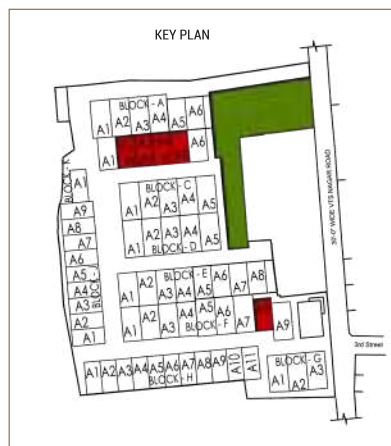 KEY PLAN
BLOCK - A
A1 A2 A3 A4 A5 A6
A1 A6
BLOCK - C
A1 A2 A3 A4 A5
A1 A2 A3 A4 A5
BLOCK - D
BLOCK - E
A1 A2 A3 A4 A5 A6 A7 A8
A1 A2 A3 A4 A5 A6 A7 A9
BLOCK - F
A1 A2 A3 A4 A5 A6 A7 A8 A9 A10 A11
BLOCK - H
BLOCK - G
A1 A2 A3
A1
A9
A8
A7
A6
A5
A4
A3
A2
A1
30'-0" WIDE VTS NAGAR ROAD
3rd Street